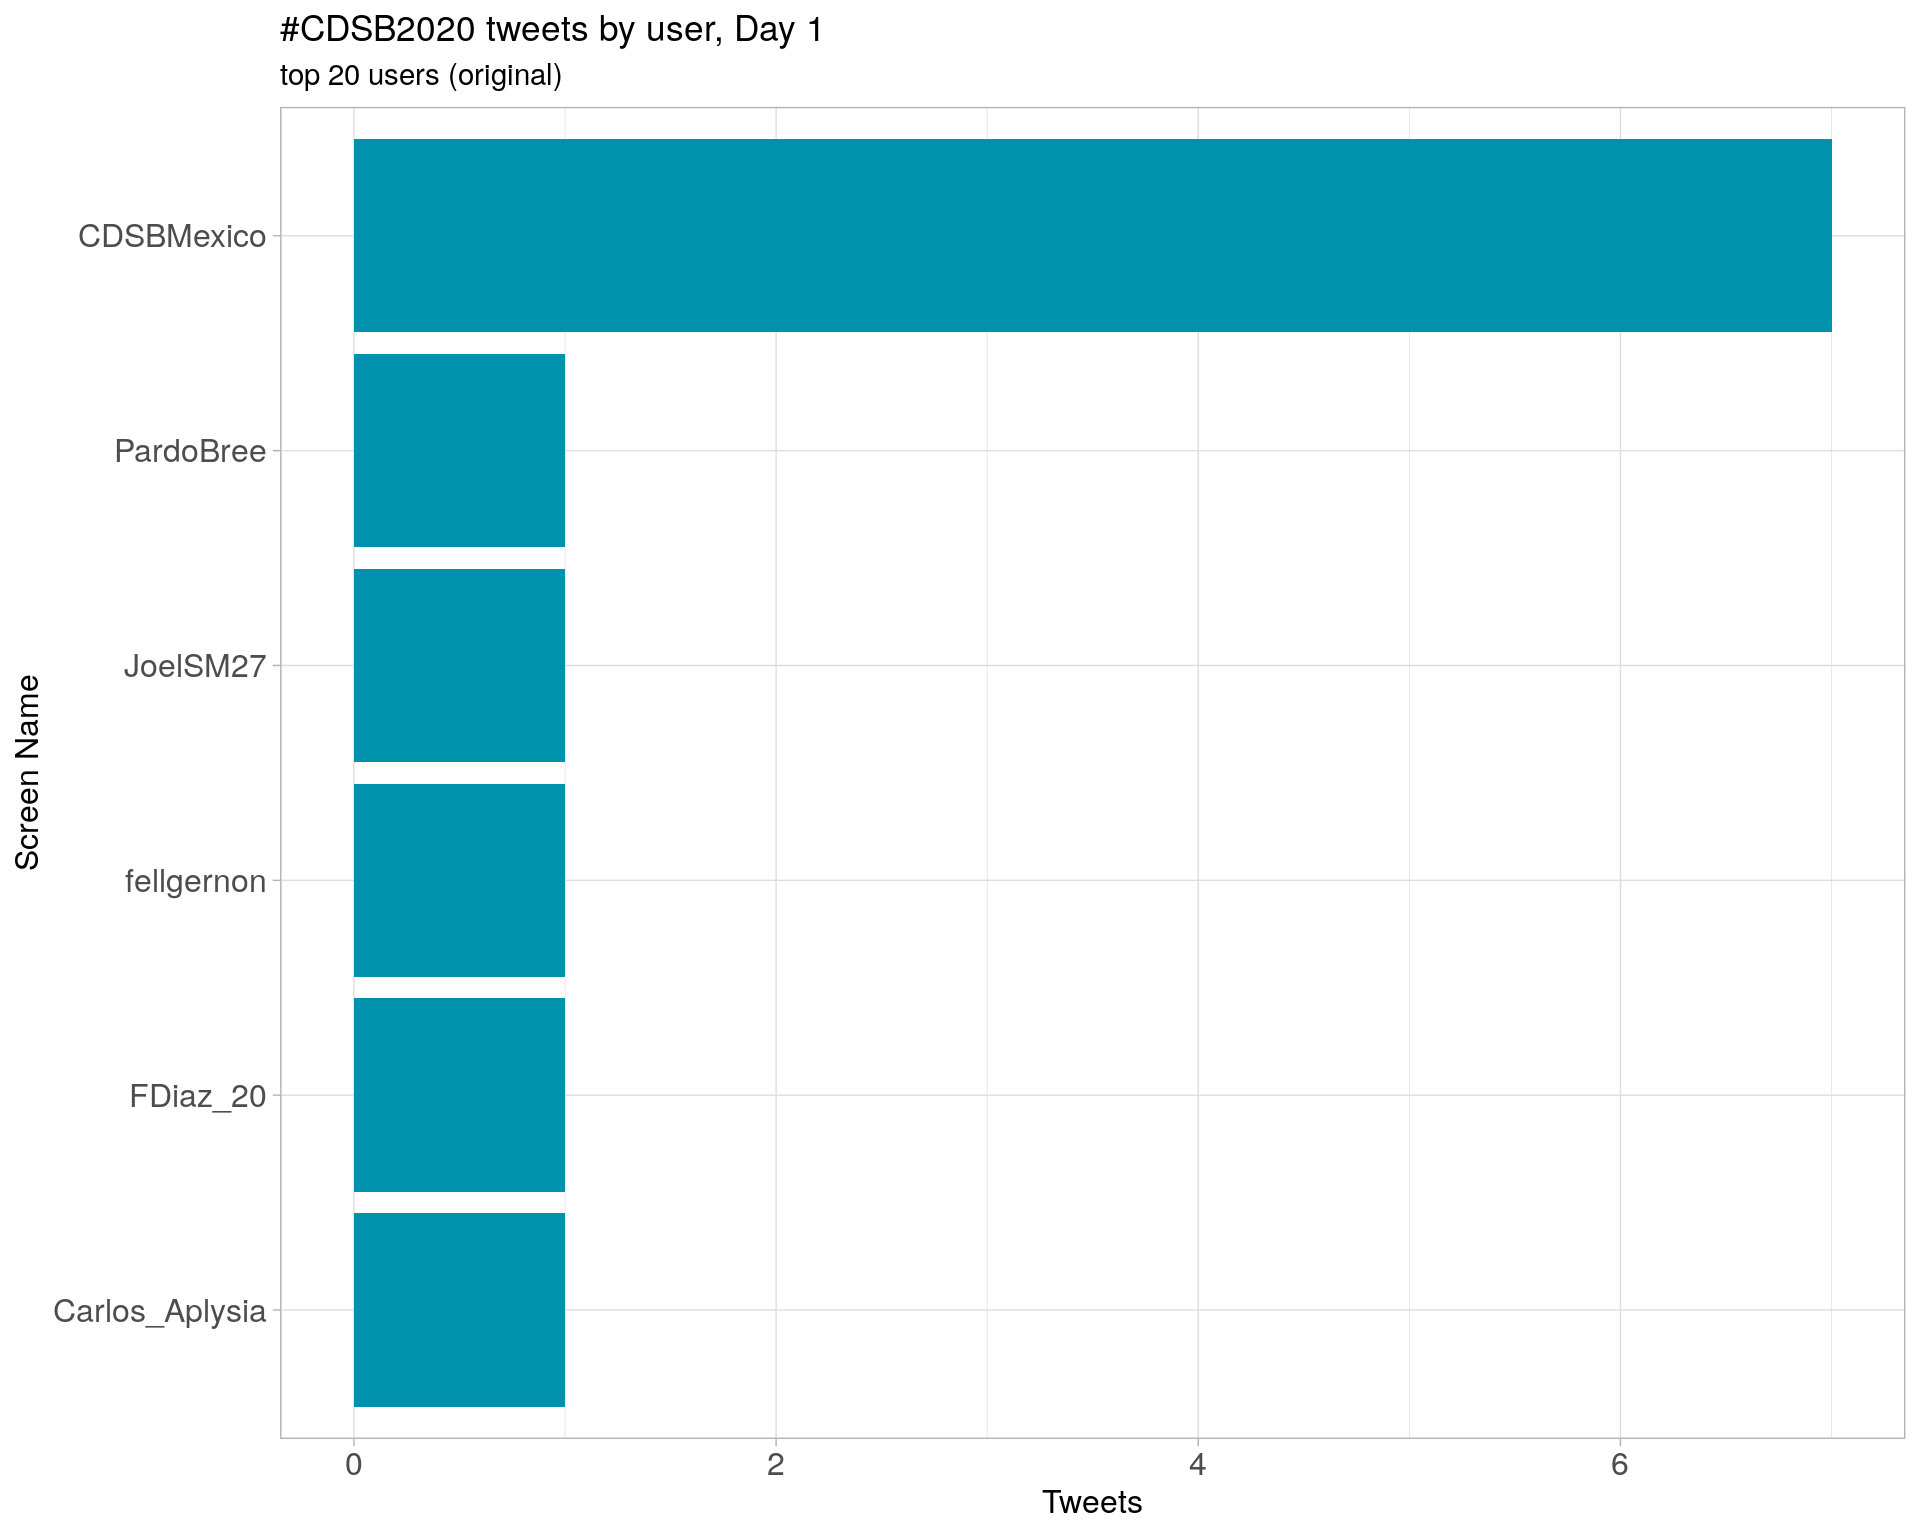 #CDSB2020 tweets by user, Day 1
top 20 users (original)
Screen Name
CDSBMexico
PardoBree
JoelSM27
fellgernon
FDiaz_20
Carlos_Aplysia
0 2 4 6
Tweets